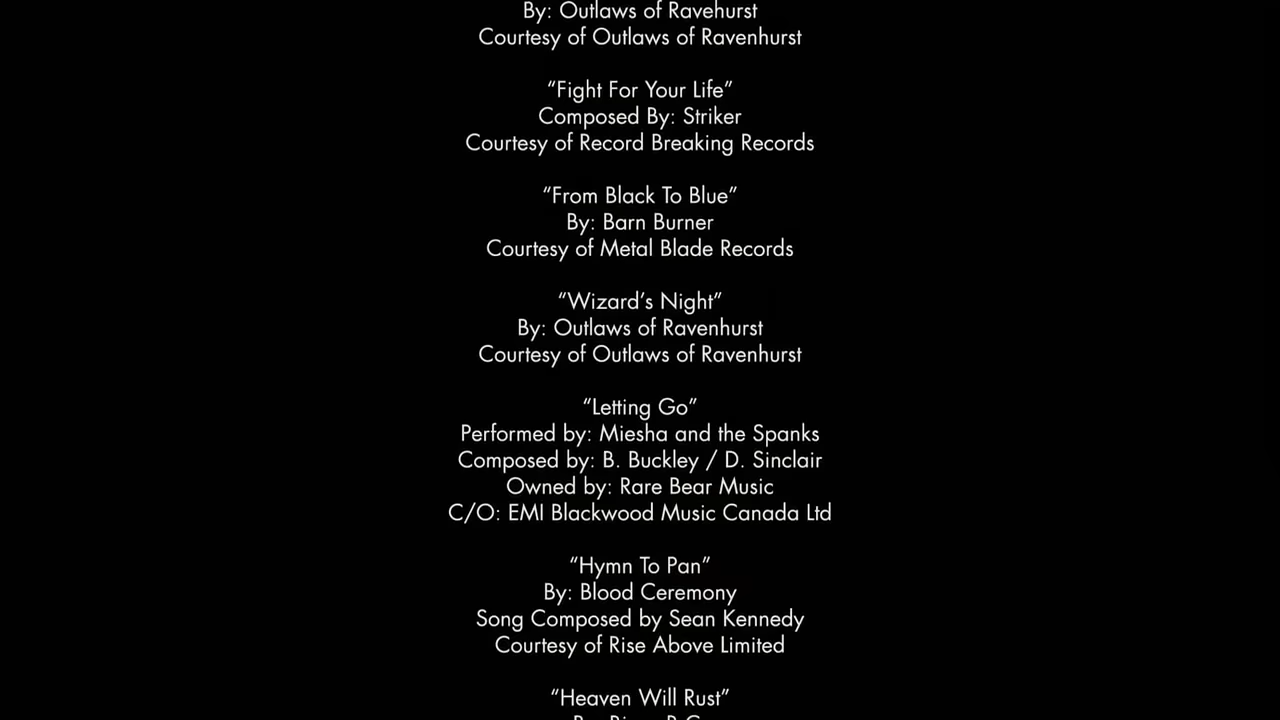 By: Outlaws of Ravehurst
Courtesy of Outlaws of Ravenhurst
“Fight For Your Life”
Composed By: Striker
Courtesy of Record Breaking Records
“From Black To Blue”
By: Barn Burner
Courtesy of Metal Blade Records
“Wizard’s Night”
By: Outlaws of Ravenhurst
Courtesy of Outlaws of Ravenhurst
“Letting Go”
Performed by: Miesha and the Spanks
Composed by: B. Buckley / D. Sinclair
Owned by: Rare Bear Music
C/O: EMI Blackwood Music Canada Ltd
“Hymn To Pan”
By: Blood Ceremony
Song Composed by Sean Kennedy
Courtesy of Rise Above Limited
“Heaven Will Rust”